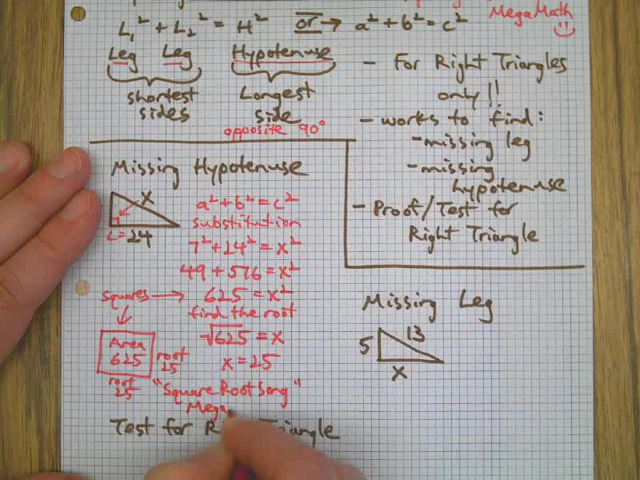 MegaMath
L₁² + L₂² = H² or → a² + b² = c²
Leg Leg Hypotenuse
shortest sides
Longest side
opposite 90°
- For Right Triangles
only!!
- works to find:
- missing leg
- missing
hypotenuse
- Proof/Test for
Right Triangle
Missing Hypotenuse
x
L=24
a² + b² = c²
substitution
7² + 24² = x²
49 + 576 = x²
squares → 625 = x²
find the root
√625 = x
x = 25
Area
625
root
25
root
25
"Square Root Song"
Mega
Test for R Triangle
Missing Leg
5
13
x